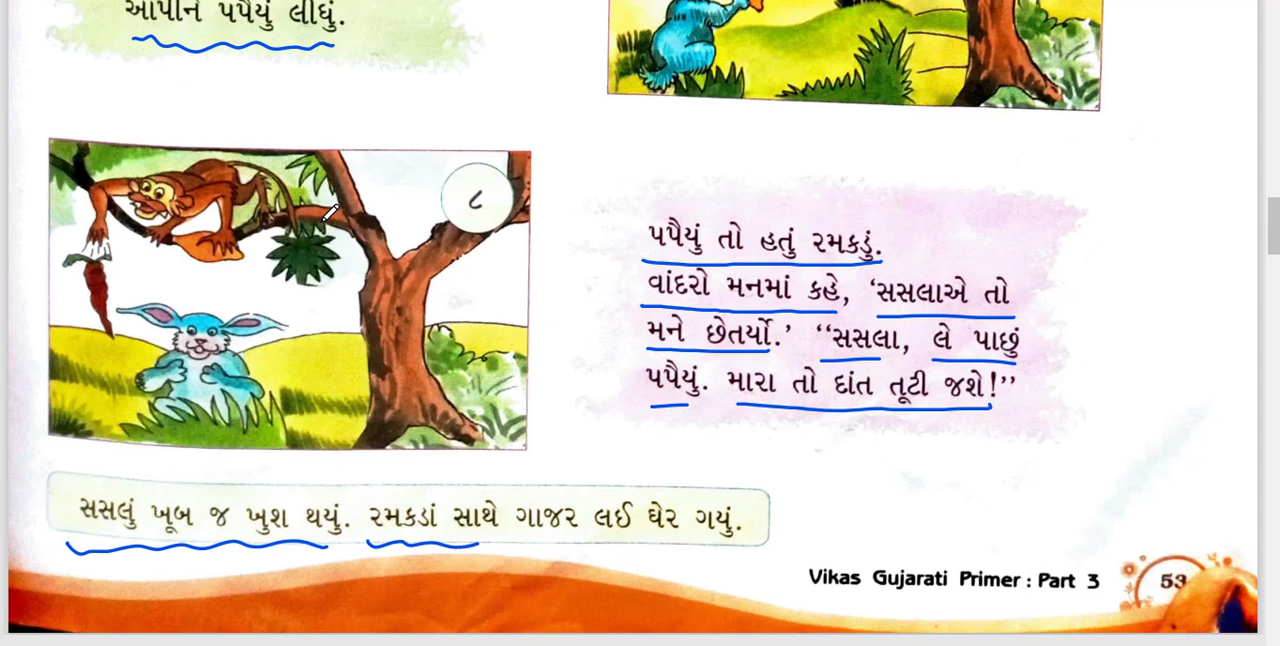 આપીને પપૈયું લીધું.
૮
પપૈયું તો હતું રમકડું.
વાંદરો મનમાં કહે, ‘સસલાએ તો
મને છેતર્યો.’ ‘‘સસલા, લે પાછું
પપૈયું. મારા તો દાંત તૂટી જશે!’’
સસલું ખૂબ જ ખુશ થયું. રમકડાં સાથે ગાજર લઈ ઘેર ગયું.
Vikas Gujarati Primer : Part 3
53